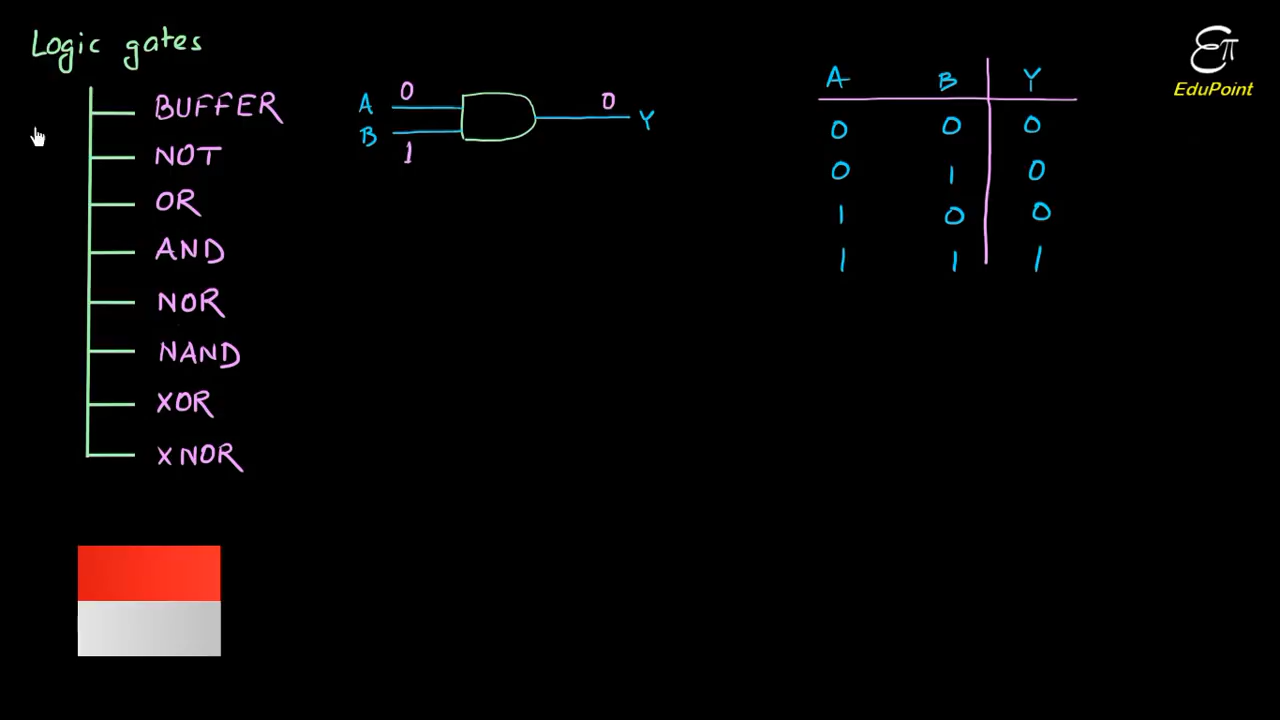 Logic gates
BUFFER
NOT
OR
AND
NOR
NAND
XOR
XNOR
A 0 0 Y
B 1
A B Y
0 0 0
0 1 0
1 0 0
1 1 1
Eπ
EduPoint